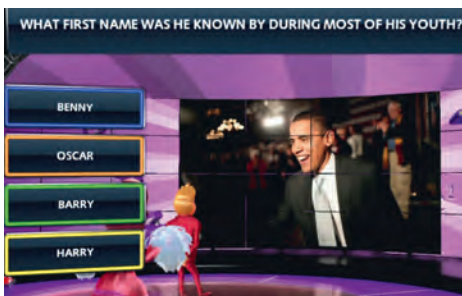 WHAT FIRST NAME WAS HE KNOWN BY DURING MOST OF HIS YOUTH?
BENNY
OSCAR
BARRY
HARRY